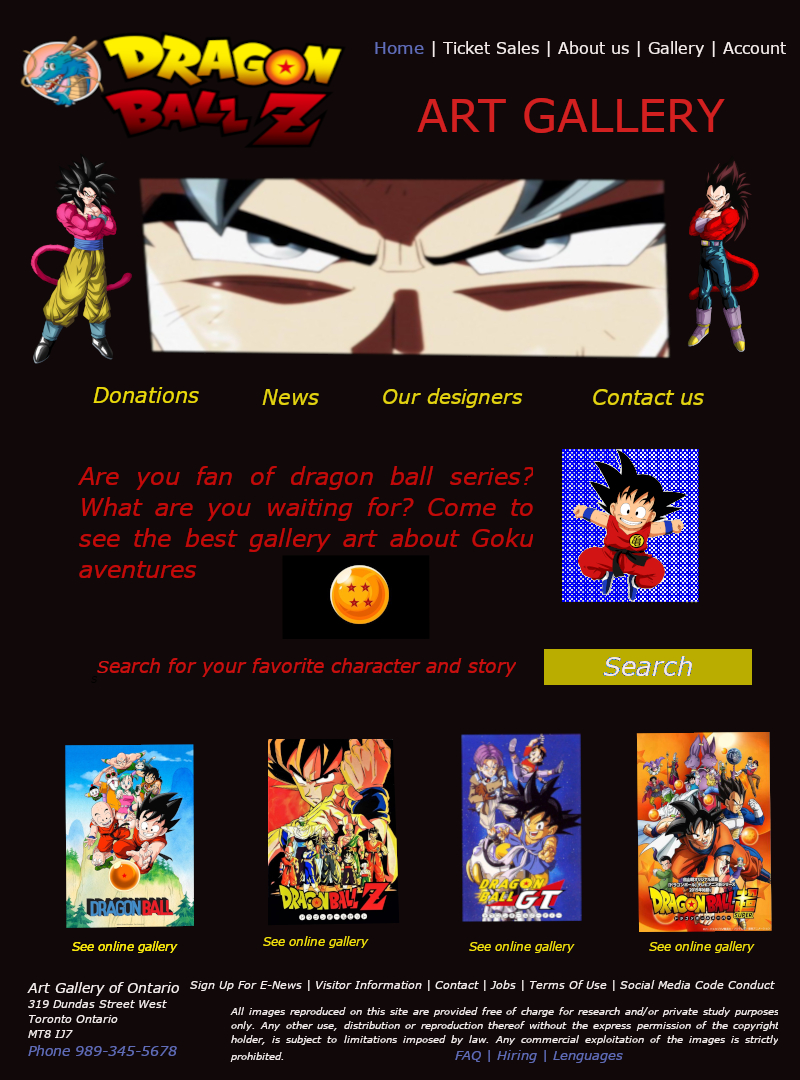 DRAGON
BALL Z
Home | Ticket Sales | About us | Gallery | Account
ART GALLERY
Donations
News
Our designers
Contact us
Are you fan of dragon ball series?
What are you waiting for? Come to
see the best gallery art about Goku
aventures
Search for your favorite character and story
Search
DRAGON BALL
DRAGON BALL Z
DRAGON
BALL GT
DRAGON BALL 超
SUPER
See online gallery
See online gallery
See online gallery
See online gallery
Art Gallery of Ontario
319 Dundas Street West
Toronto Ontario
MT8 IJ7
Phone 989-345-5678
Sign Up For E-News | Visitor Information | Contact | Jobs | Terms Of Use | Social Media Code Conduct
All images reproduced on this site are provided free of charge for research and/or private study purposes
only. Any other use, distribution or reproduction thereof without the express permission of the copyright
holder, is subject to limitations imposed by law. Any commercial exploitation of the images is strictly
prohibited.
FAQ | Hiring | Lenguages